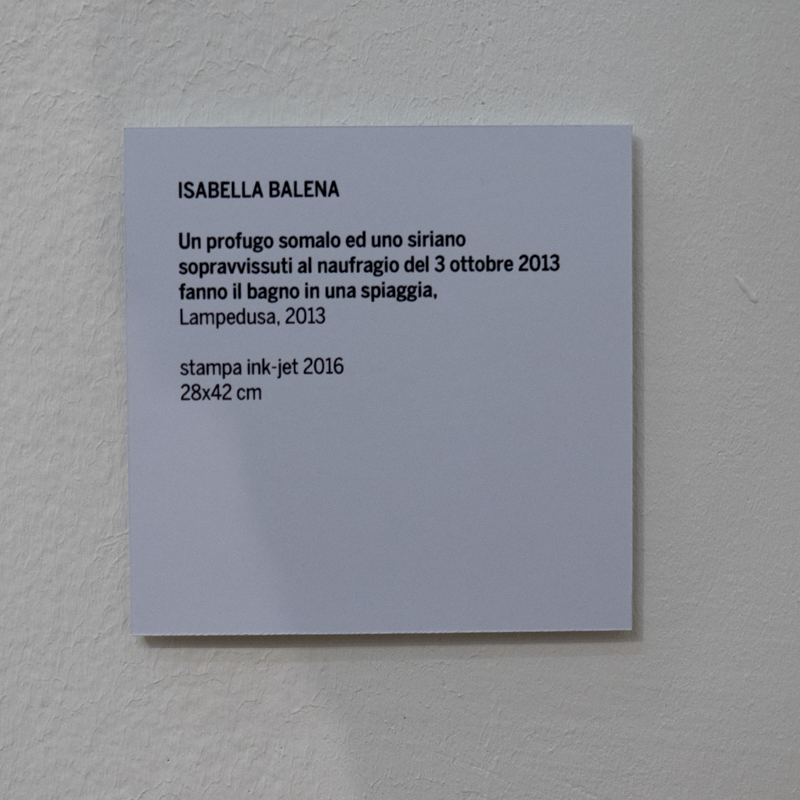 ISABELLA BALENA
Un profugo somalo ed uno siriano
sopravvissuti al naufragio del 3 ottobre 2013
fanno il bagno in una spiaggia,
Lampedusa, 2013
stampa ink-jet 2016
28x42 cm